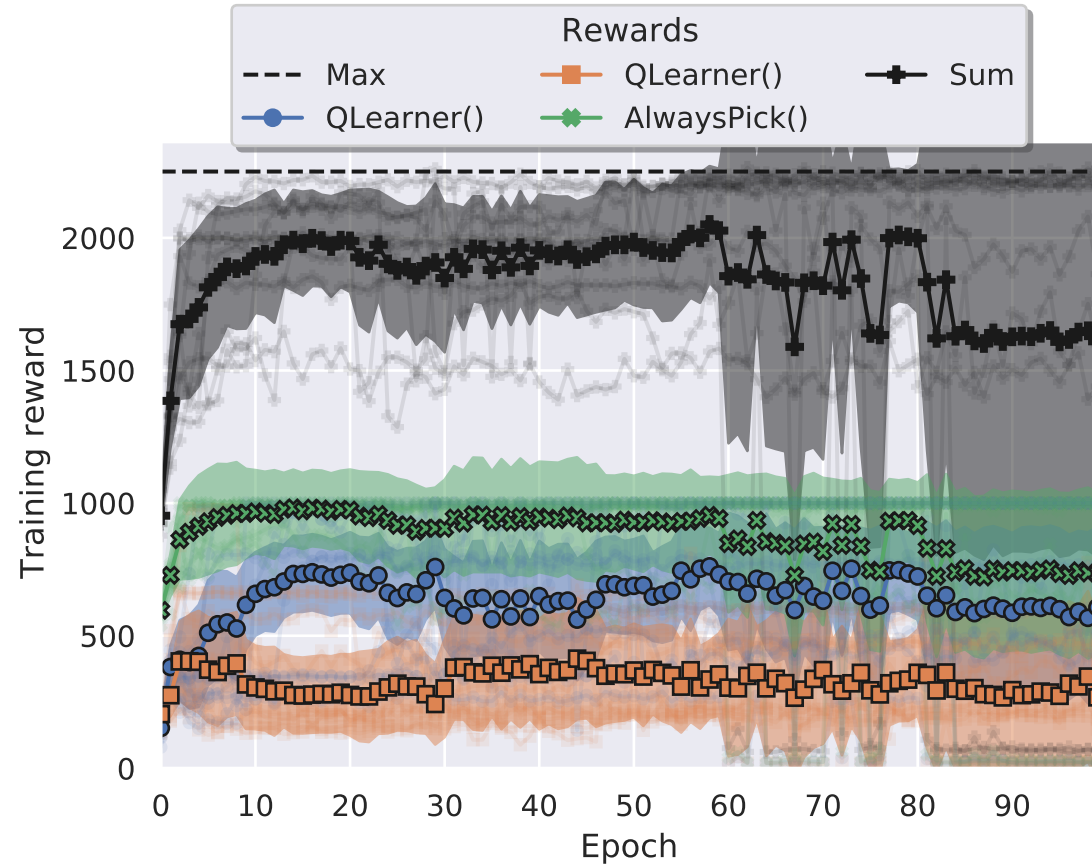 Rewards
Max QLearner() Sum
QLearner() AlwaysPick()
2000
1500
1000
500
0
Training reward
0 10 20 30 40 50 60 70 80 90
Epoch